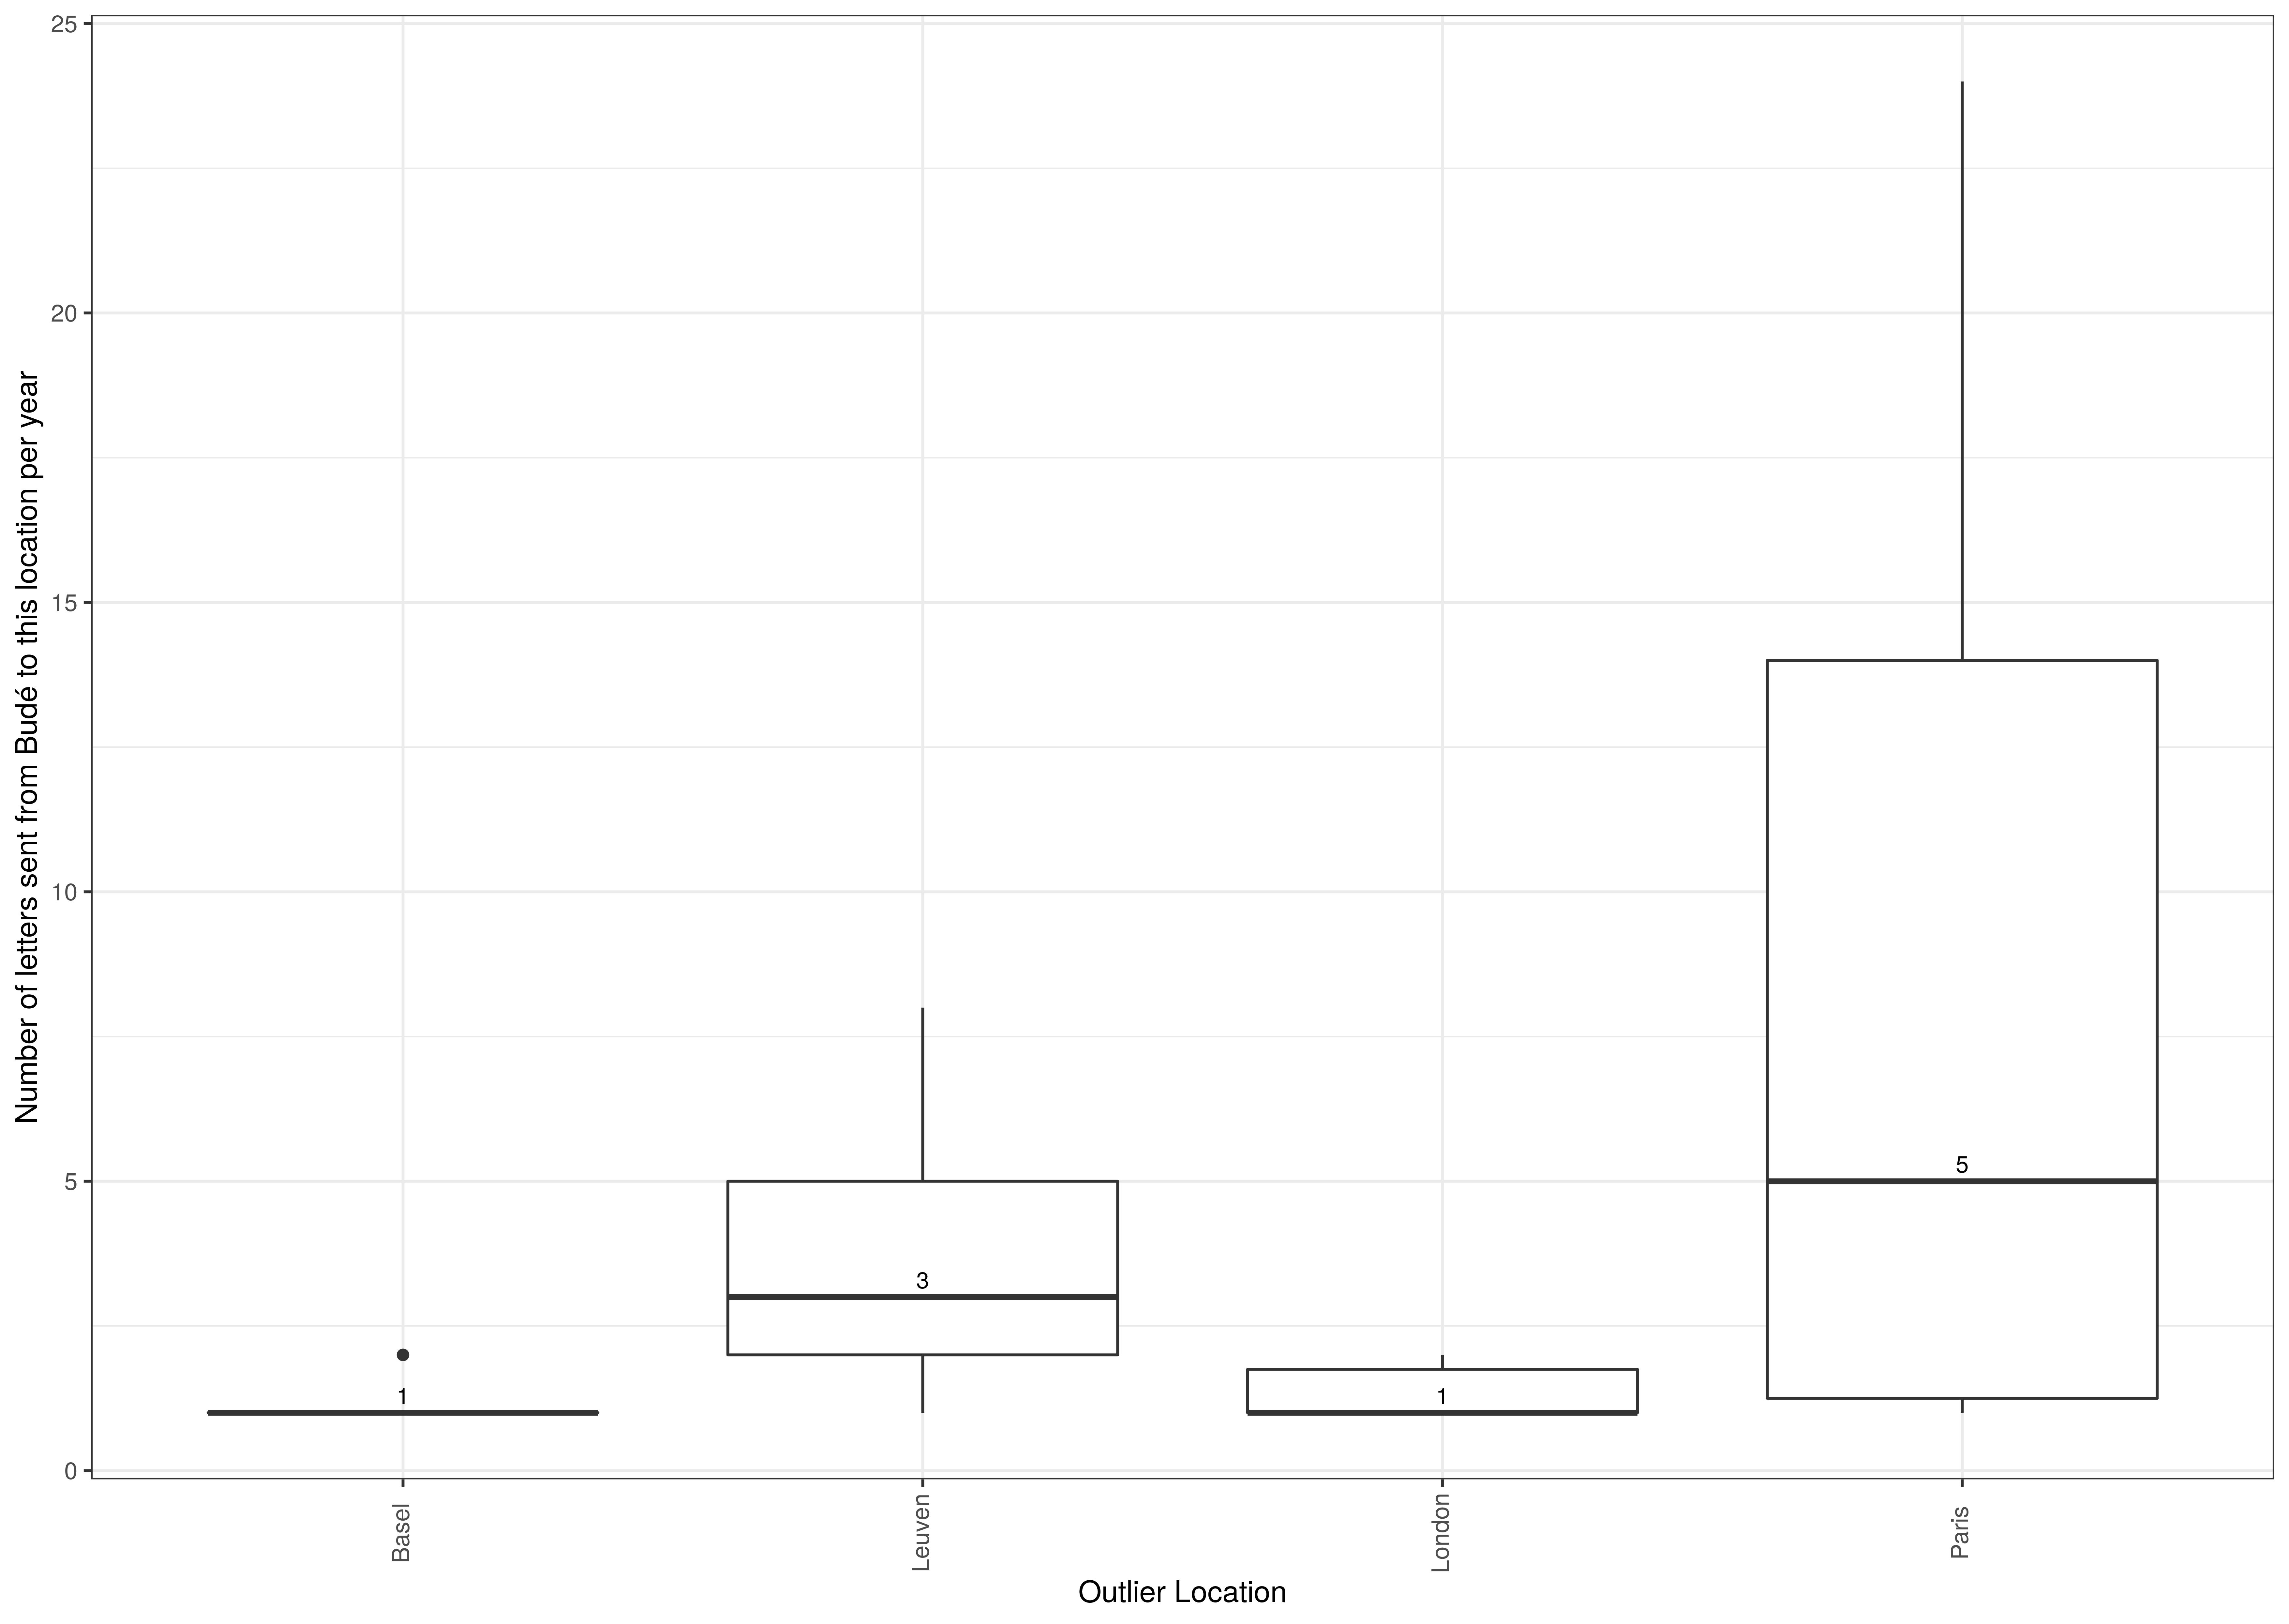 Number of letters sent from Budé to this location per year
25
20
15
10
5
0
1
3
1
5
Basel
Leuven
London
Paris
Outlier Location